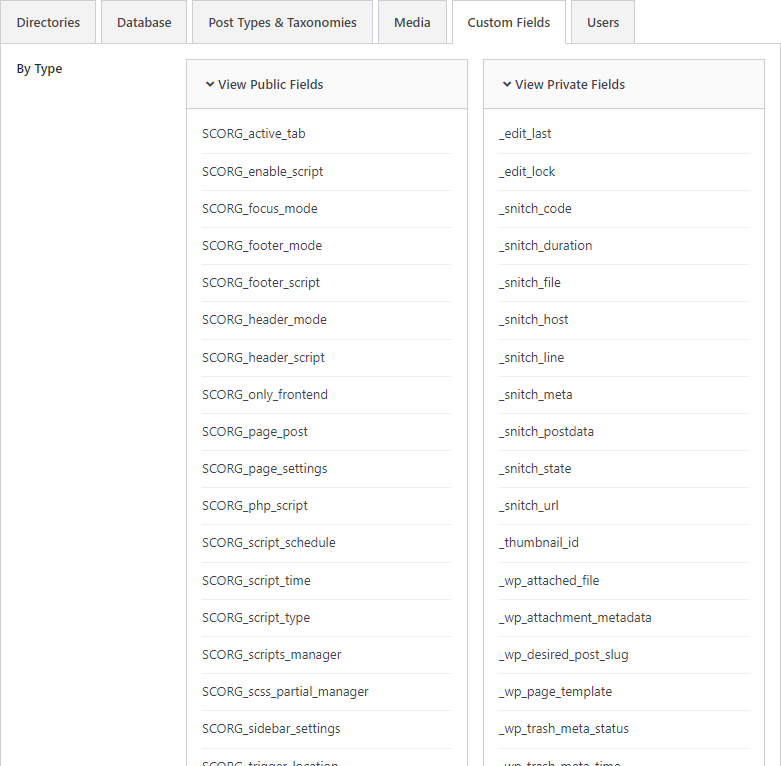 Directories
Database
Post Types & Taxonomies
Media
Custom Fields
Users
By Type
View Public Fields
SCORG_active_tab
SCORG_enable_script
SCORG_focus_mode
SCORG_footer_mode
SCORG_footer_script
SCORG_header_mode
SCORG_header_script
SCORG_only_frontend
SCORG_page_post
SCORG_page_settings
SCORG_php_script
SCORG_script_schedule
SCORG_script_time
SCORG_script_type
SCORG_scripts_manager
SCORG_scss_partial_manager
SCORG_sidebar_settings
SCORG_trigger_location
View Private Fields
_edit_last
_edit_lock
_snitch_code
_snitch_duration
_snitch_file
_snitch_host
_snitch_line
_snitch_meta
_snitch_postdata
_snitch_state
_snitch_url
_thumbnail_id
_wp_attached_file
_wp_attachment_metadata
_wp_desired_post_slug
_wp_page_template
_wp_trash_meta_status
_wp_trash_meta_time